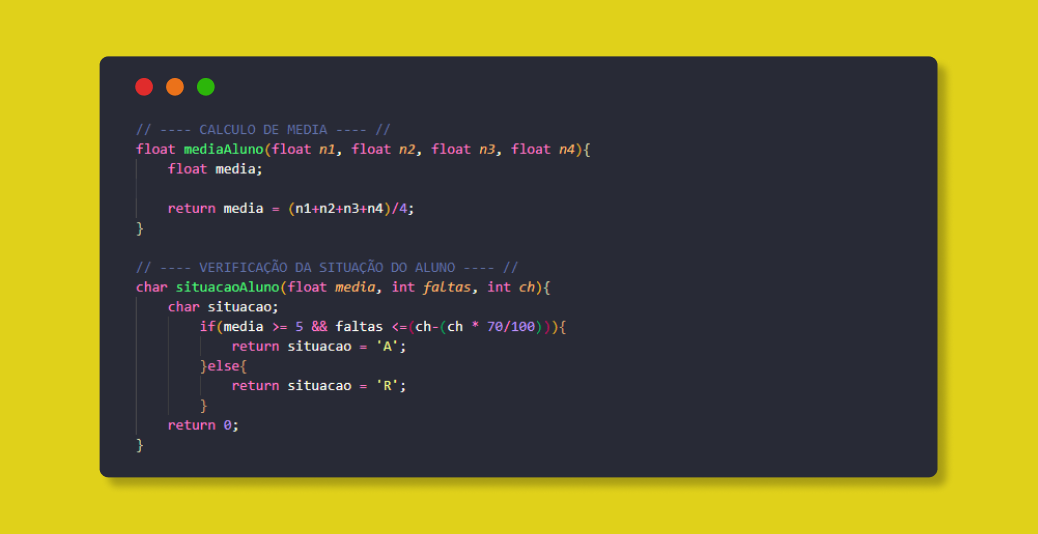 // ---- CALCULO DE MEDIA ---- //
float mediaAluno(float n1, float n2, float n3, float n4){
    float media;

    return media = (n1+n2+n3+n4)/4;
}

// ---- VERIFICAÇÃO DA SITUAÇÃO DO ALUNO ---- //
char situacaoAluno(float media, int faltas, int ch){
    char situacao;
        if(media >= 5 && faltas <=(ch-(ch * 70/100))){
            return situacao = 'A';
        }else{
            return situacao = 'R';
        }
    return 0;
}